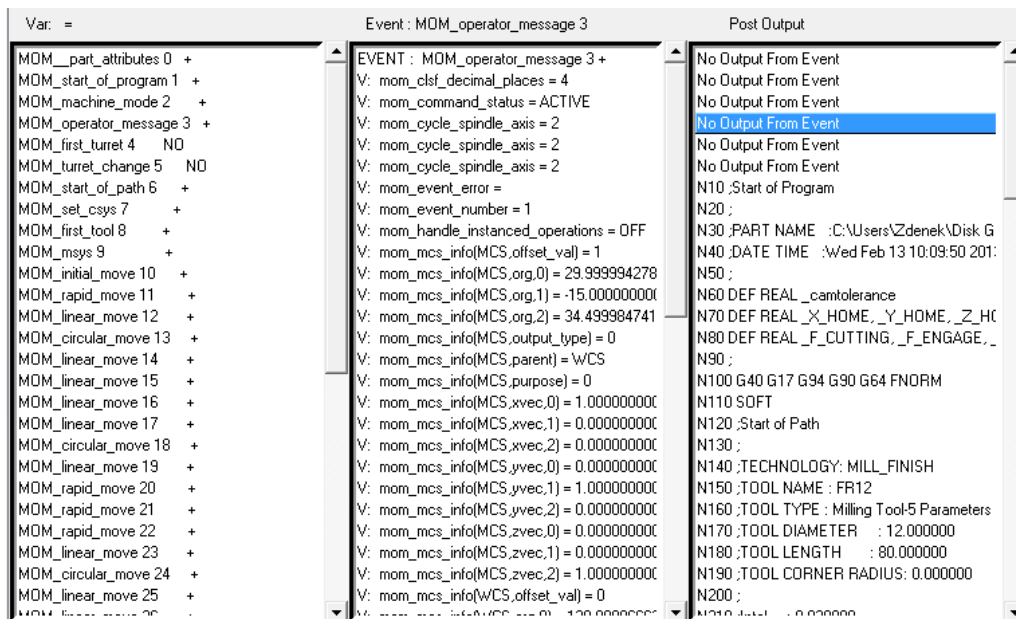 Var: =
MOM__part_attributes 0 +
MOM_start_of_program 1 +
MOM_machine_mode 2 +
MOM_operator_message 3 +
MOM_first_turret 4 NO
MOM_turret_change 5 NO
MOM_start_of_path 6 +
MOM_set_csys 7 +
MOM_first_tool 8 +
MOM_msys 9 +
MOM_initial_move 10 +
MOM_rapid_move 11 +
MOM_linear_move 12 +
MOM_circular_move 13 +
MOM_linear_move 14 +
MOM_linear_move 15 +
MOM_linear_move 16 +
MOM_linear_move 17 +
MOM_circular_move 18 +
MOM_linear_move 19 +
MOM_rapid_move 20 +
MOM_rapid_move 21 +
MOM_rapid_move 22 +
MOM_linear_move 23 +
MOM_circular_move 24 +
MOM_linear_move 25 +
Event : MOM_operator_message 3
EVENT : MOM_operator_message 3 +
V: mom_clsf_decimal_places = 4
V: mom_command_status = ACTIVE
V: mom_cycle_spindle_axis = 2
V: mom_cycle_spindle_axis = 2
V: mom_cycle_spindle_axis = 2
V: mom_event_error =
V: mom_event_number = 1
V: mom_handle_instanced_operations = OFF
V: mom_mcs_info(MCS,offset_val) = 1
V: mom_mcs_info(MCS,org,0) = 29.999994278
V: mom_mcs_info(MCS,org,1) = -15.000000000
V: mom_mcs_info(MCS,org,2) = 34.499984741
V: mom_mcs_info(MCS,output_type) = 0
V: mom_mcs_info(MCS,parent) = WCS
V: mom_mcs_info(MCS,purpose) = 0
V: mom_mcs_info(MCS,xvec,0) = 1.000000000
V: mom_mcs_info(MCS,xvec,1) = 0.000000000
V: mom_mcs_info(MCS,xvec,2) = 0.000000000
V: mom_mcs_info(MCS,yvec,0) = 0.000000000
V: mom_mcs_info(MCS,yvec,1) = 1.000000000
V: mom_mcs_info(MCS,yvec,2) = 0.000000000
V: mom_mcs_info(MCS,zvec,0) = 0.000000000
V: mom_mcs_info(MCS,zvec,1) = 0.000000000
V: mom_mcs_info(MCS,zvec,2) = 1.000000000
V: mom_mcs_info(WCS,offset_val) = 0
Post Output
No Output From Event
No Output From Event
No Output From Event
No Output From Event
No Output From Event
No Output From Event
N10 ;Start of Program
N20 ;
N30 ;PART NAME :C:\Users\Zdenek\Disk G
N40 ;DATE TIME :Wed Feb 13 10:09:50 201
N50 ;
N60 DEF REAL _camtolerance
N70 DEF REAL _X_HOME, _Y_HOME, _Z_HO
N80 DEF REAL _F_CUTTING, _F_ENGAGE, _
N90 ;
N100 G40 G17 G94 G90 G64 FNORM
N110 SOFT
N120 ;Start of Path
N130 ;
N140 ;TECHNOLOGY: MILL_FINISH
N150 ;TOOL NAME : FR12
N160 ;TOOL TYPE : Milling Tool-5 Parameters
N170 ;TOOL DIAMETER : 12.000000
N180 ;TOOL LENGTH : 80.000000
N190 ;TOOL CORNER RADIUS: 0.000000
N200 ;